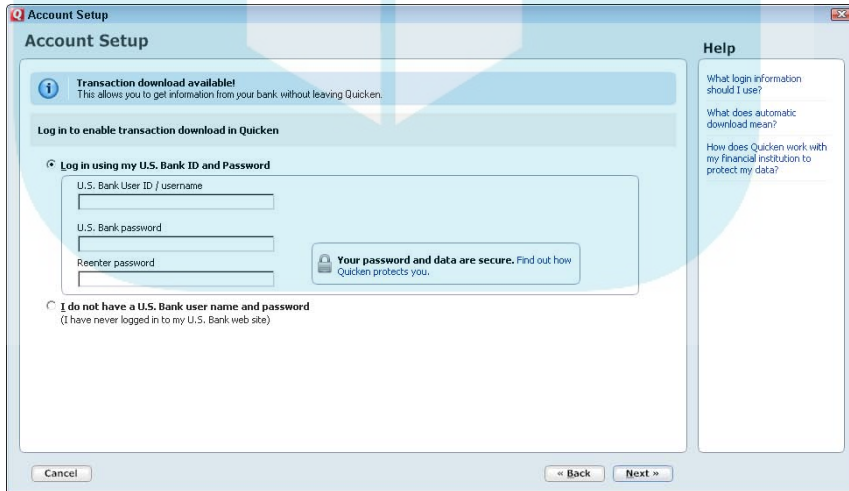 Account Setup
Account Setup
Help
Transaction download available!
This allows you to get information from your bank without leaving Quicken.
Log in to enable transaction download in Quicken
Log in using my U.S. Bank ID and Password
U.S. Bank User ID / username
U.S. Bank password
Reenter password
Your password and data are secure. Find out how
Quicken protects you.
I do not have a U.S. Bank user name and password
(I have never logged in to my U.S. Bank web site)
What login information
should I use?
What does automatic
download mean?
How does Quicken work with
my financial institution to
protect my data?
Cancel
« Back
Next »